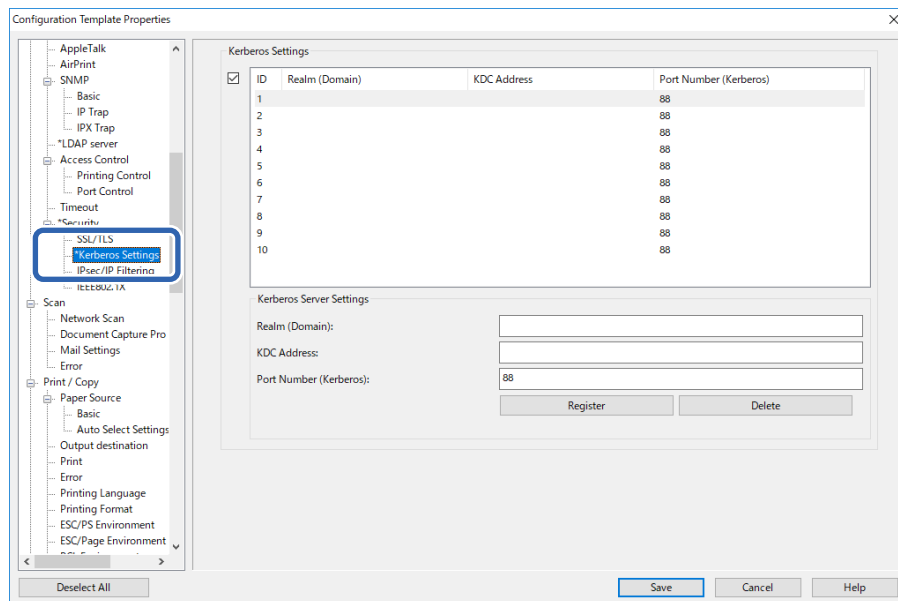 Configuration Template Properties
AppleTalk
AirPrint
SNMP
Basic
IP Trap
IPX Trap
*LDAP server
Access Control
Printing Control
Port Control
Timeout
*Security
SSL/TLS
*Kerberos Settings
IPsec/IP Filtering
IEEE802.1X
Scan
Network Scan
Document Capture Pro
Mail Settings
Error
Print / Copy
Paper Source
Basic
Auto Select Settings
Output destination
Print
Error
Printing Language
Printing Format
ESC/PS Environment
ESC/Page Environment
Kerberos Settings
ID Realm (Domain) KDC Address Port Number (Kerberos)
1 88
2 88
3 88
4 88
5 88
6 88
7 88
8 88
9 88
10 88
Kerberos Server Settings
Realm (Domain):
KDC Address:
Port Number (Kerberos): 88
Register Delete
Deselect All Save Cancel Help